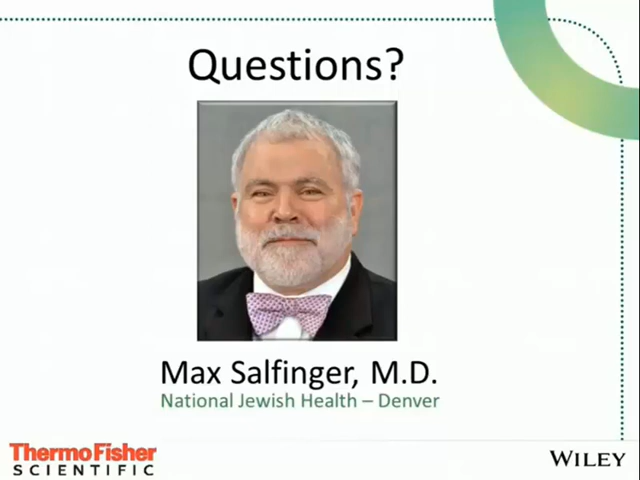 Questions?
Max Salfinger, M.D.
National Jewish Health – Denver
ThermoFisher
SCIENTIFIC
WILEY